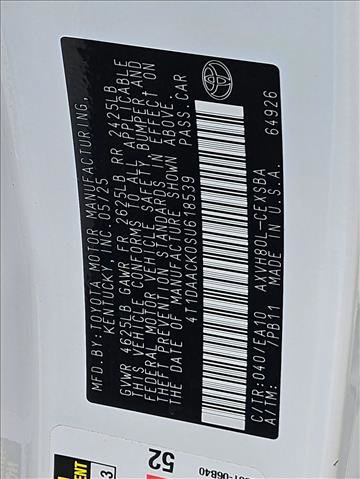 MFD.BY: TOYOTA MOTOR MANUFACTURING,
KENTUCKY, INC. 05/25
GVWR 4625LB GAWR FR 2625LB RR 2425LB
THIS VEHICLE CONFORMS TO ALL APPLICABLE
FEDERAL MOTOR VEHICLE SAFETY BUMPER AND
THEFT PREVENTION STANDARDS IN EFFECT ON
THE DATE OF MANUFACTURE SHOWN ABOVE.
4T1DAACK0SU618539 PASS.CAR
C/TR:040/EA10 AXVH80L-CEXSBA
A/TM: /PB11 MADE IN U.S.A. 64926
52